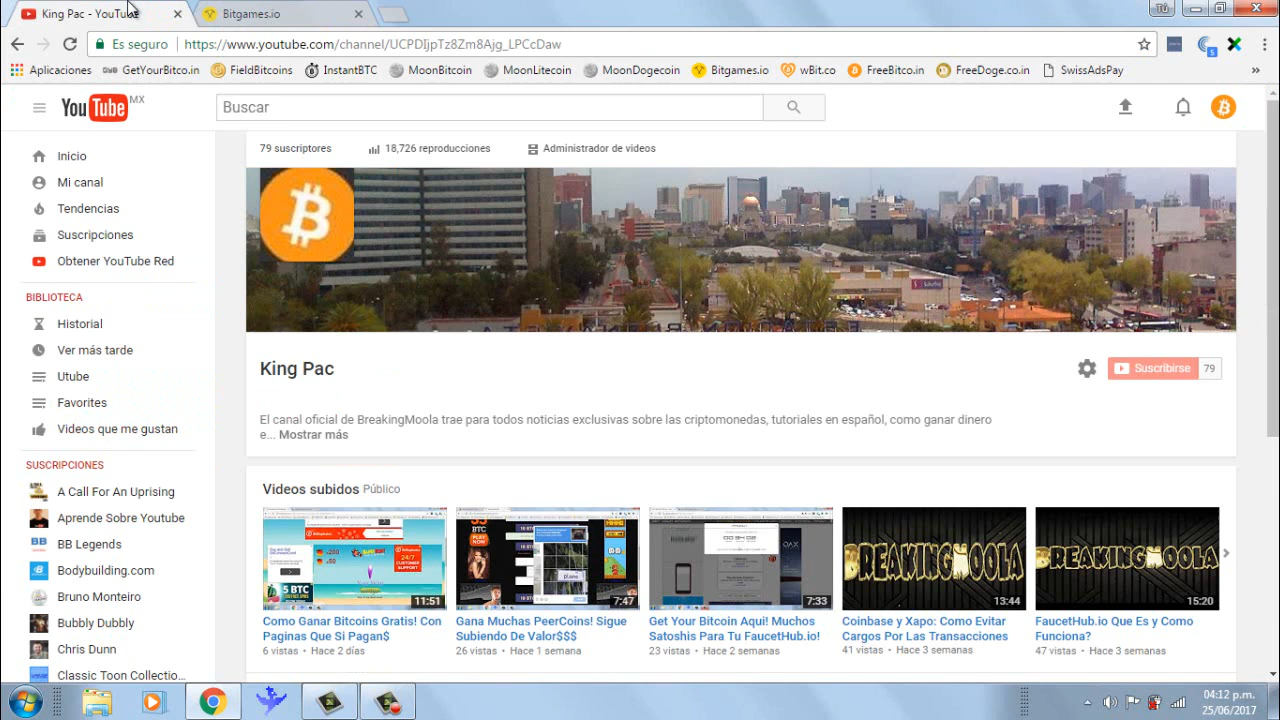 King Pac - YouTube
Bitgames.io
Es seguro
https://www.youtube.com/channel/UCPDIjpTz8Zm8Ajg_LPCcDaw
Aplicaciones
GetYourBitco.in
FieldBitcoins
InstantBTC
Moonbitcoin
MoonLitecoin
MoonDogecoin
Bitgames.io
wBit.co
FreeBitco.in
FreeDoge.co.in
SwissAdsPay
»
YouTube MX
Buscar
79 suscriptores
18,726 reproducciones
Administrador de videos
Inicio
Mi canal
Tendencias
Suscripciones
Obtener YouTube Red
BIBLIOTECA
Historial
Ver más tarde
Utube
Favorites
Videos que me gustan
SUSCRIPCIONES
A Call For An Uprising
Aprende Sobre Youtube
BB Legends
Bodybuilding.com
Bruno Monteiro
Bubbly Dubbly
Chris Dunn
Classic Toon Collectio...
King Pac
Suscribirse 79
El canal oficial de BreakingMoola trae para todos noticias exclusivas sobre las criptomonedas, tutoriales en español, como ganar dinero
e... Mostrar más
Videos subidos Público
11:51
Como Ganar Bitcoins Gratis! Con
Paginas Que Si Pagan$
6 vistas • Hace 2 días
7:47
Gana Muchas PeerCoins! Sigue
Subiendo De Valor$$$
26 vistas • Hace 1 semana
7:33
Get Your Bitcoin Aqui! Muchos
Satoshis Para Tu FaucetHub.io!
23 vistas • Hace 2 semanas
BREAKINGMOOLA
13:44
Coinbase y Xapo: Como Evitar
Cargos Por Las Transacciones
41 vistas • Hace 3 semanas
BREAKINGMOOLA
15:20
FaucetHub.io Que Es y Como
Funciona?
47 vistas • Hace 3 semanas
Tú
5
04:12 p.m.
25/06/2017